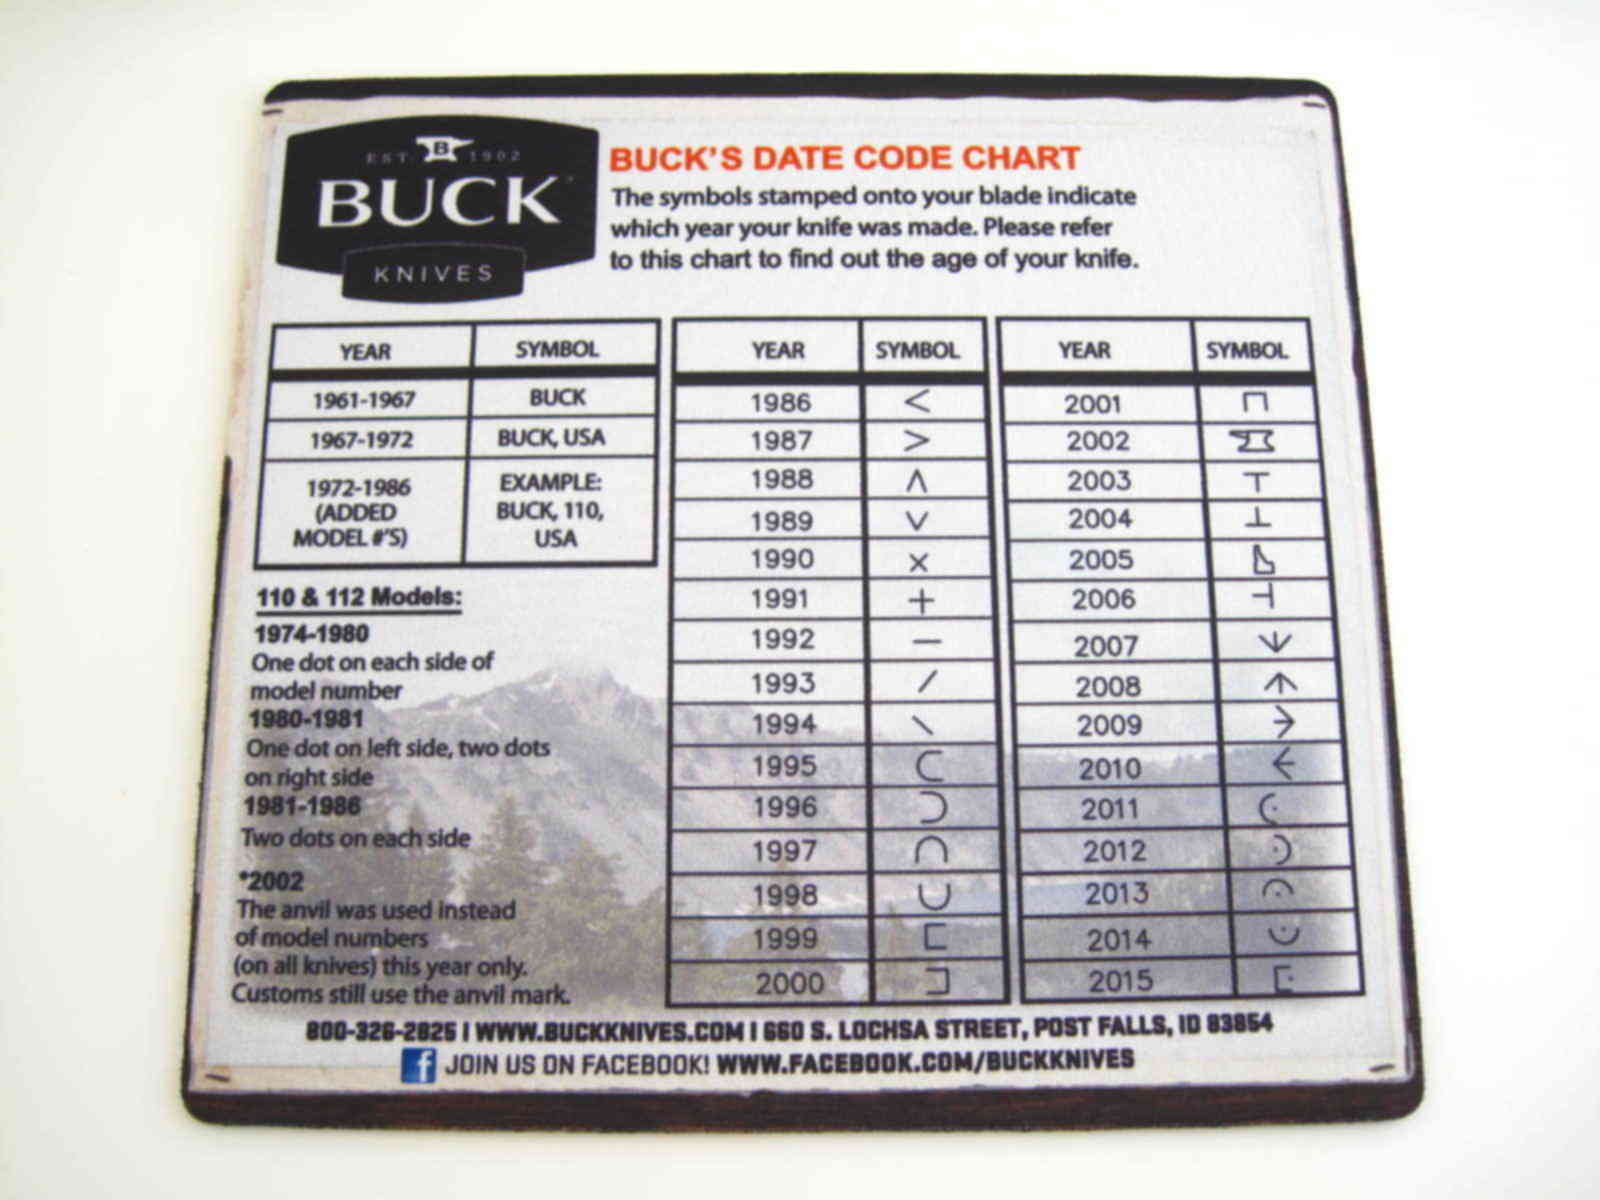 EST. B 1902
BUCK
KNIVES
BUCK'S DATE CODE CHART
The symbols stamped onto your blade indicate
which year your knife was made. Please refer
to this chart to find out the age of your knife.
YEAR SYMBOL
1961-1967 BUCK
1967-1972 BUCK, USA
1972-1986 EXAMPLE:
(ADDED BUCK, 110,
MODEL #'S) USA
110 & 112 Models:
1974-1980
One dot on each side of
model number
1980-1981
One dot on left side, two dots
on right side
1981-1986
Two dots on each side
*2002
The anvil was used instead
of model numbers
(on all knives) this year only.
Customs still use the anvil mark.
YEAR SYMBOL
1986 <
1987 >
1988 ∧
1989 ∨
1990 ×
1991 +
1992 —
1993 /
1994 \
1995 ⊂
1996 ⊃
1997 ∩
1998 ∪
1999
2000
YEAR SYMBOL
2001 ⊓
2002
2003 ⊤
2004 ⊥
2005
2006 ⊣
2007 ↓
2008 ↑
2009 →
2010 ←
2011
2012
2013
2014
2015
800-326-2825 | WWW.BUCKKNIVES.COM | 660 S. LOCHSA STREET, POST FALLS, ID 83854
f JOIN US ON FACEBOOK! WWW.FACEBOOK.COM/BUCKKNIVES